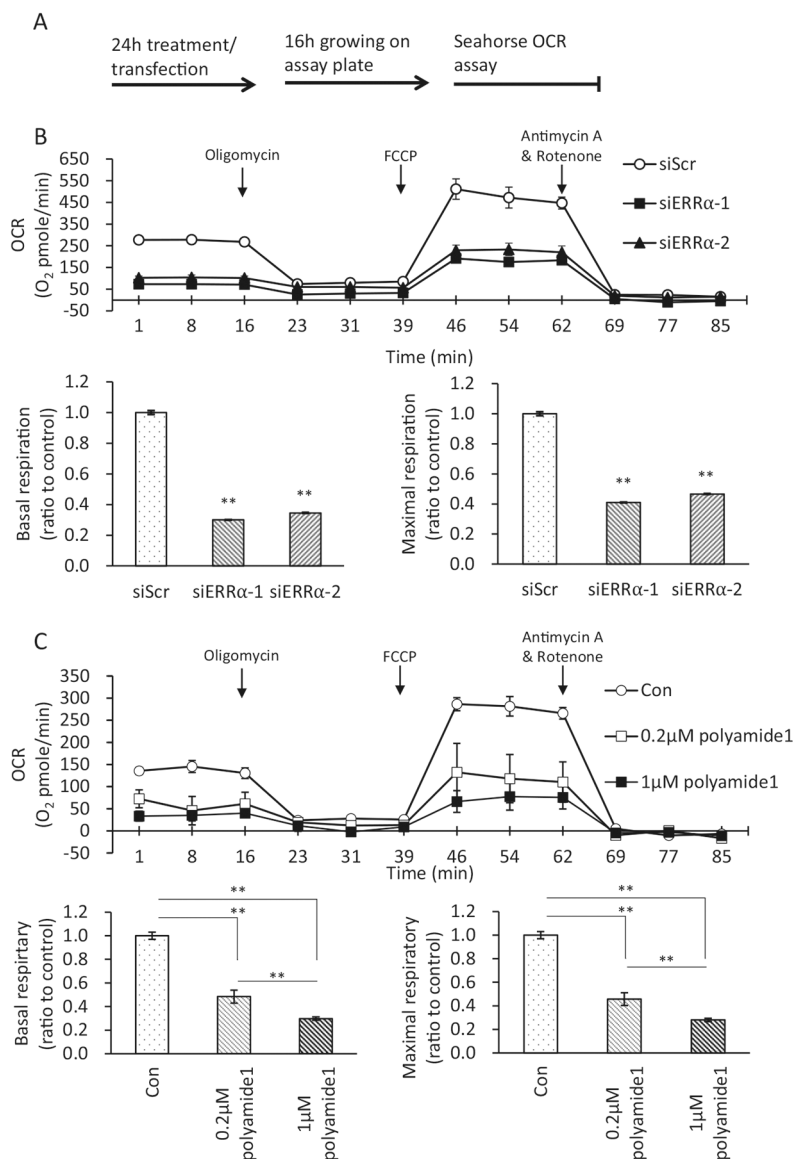 A
24h treatment/
transfection
16h growing on
assay plate
Seahorse OCR
assay
B
Oligomycin
FCCP
Antimycin A
& Rotenone
OCR
(O₂ pmole/min)
650
550
450
350
250
150
50
-50
siScr
siERRα-1
siERRα-2
1 8 16 23 31 39 46 54 62 69 77 85
Time (min)
Basal respiration
(ratio to control)
1.2
1.0
0.8
0.6
0.4
0.2
0.0
**
**
siScr siERRα-1 siERRα-2
Maximal respiration
(ratio to control)
1.2
1.0
0.8
0.6
0.4
0.2
0.0
**
**
siScr siERRα-1 siERRα-2
C
Oligomycin
FCCP
Antimycin A
& Rotenone
OCR
(O₂ pmole/min)
350
300
250
200
150
100
50
0
-50
Con
0.2µM polyamide1
1µM polyamide1
1 8 16 23 31 39 46 54 62 69 77 85
Time (min)
Basal respirtary
(ratio to control)
1.2
1.0
0.8
0.6
0.4
0.2
0.0
**
**
**
Con
0.2µM
polyamide1
1µM
polyamide1
Maximal respiratory
(ratio to control)
1.2
1.0
0.8
0.6
0.4
0.2
0.0
**
**
**
Con
0.2µM
polyamide1
1µM
polyamide1